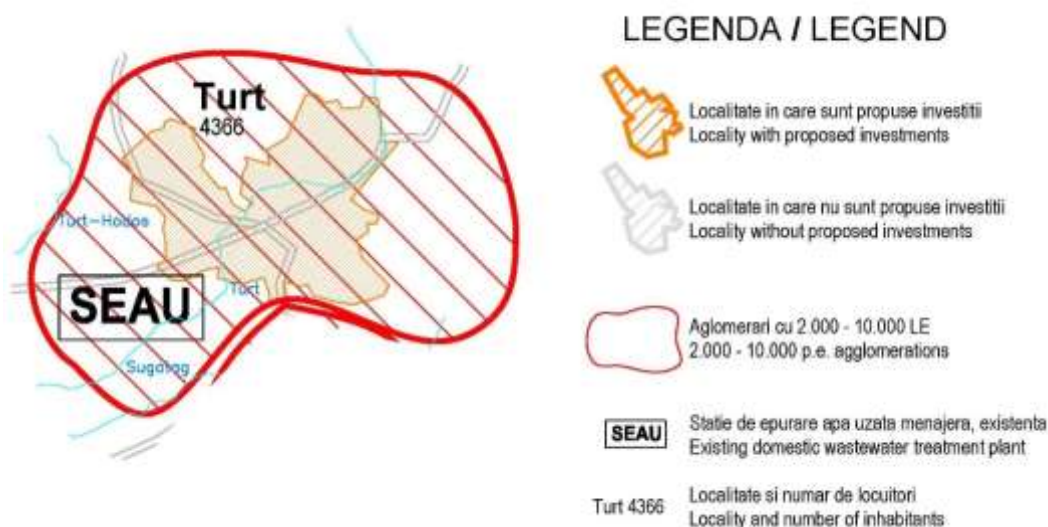 Turt
4366
Turt-Hodos
SEAU
Turt
Sugatag
LEGENDA / LEGEND
Localitate in care sunt propuse investitii
Locality with proposed investments
Localitate in care nu sunt propuse investitii
Locality without proposed investments
Aglomerari cu 2.000 - 10.000 LE
2.000 - 10.000 p.e. agglomerations
SEAU
Statie de epurare apa uzata menajera, existenta
Existing domestic wastewater treatment plant
Turt 4366
Localitate si numar de locuitori
Locality and number of inhabitants